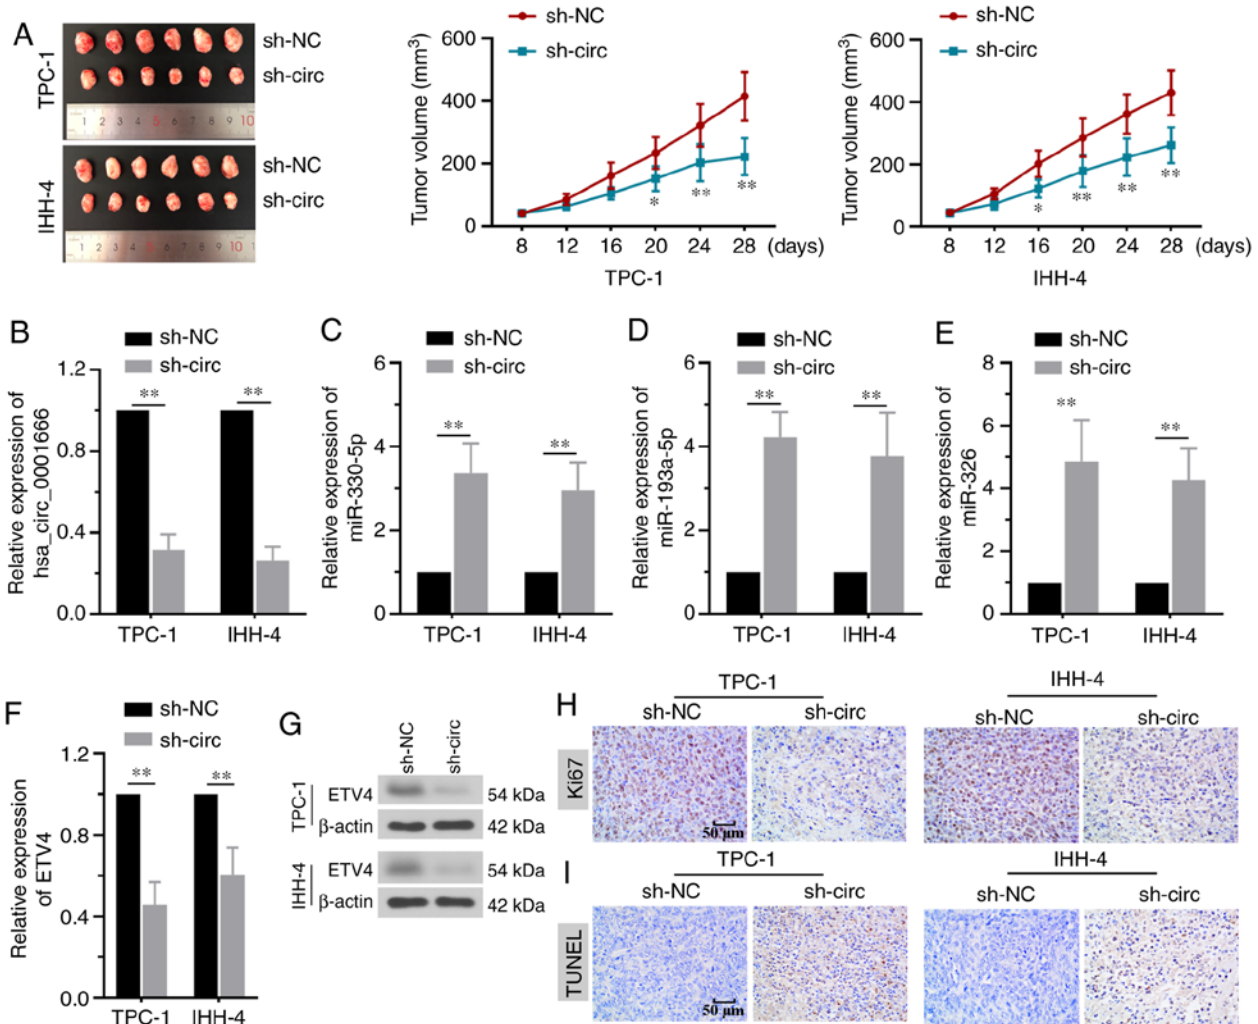 A
TPC-1
sh-NC
sh-circ
1 2 3 4 5 6 7 8 9 10
IHH-4
sh-NC
sh-circ
1 2 3 4 5 6 7 8 9 10 1
sh-NC
sh-circ
Tumor volume (mm³)
600
400
200
0
*
**
**
8 12 16 20 24 28 (days)
TPC-1
sh-NC
sh-circ
Tumor volume (mm³)
600
400
200
0
*
**
**
**
8 12 16 20 24 28 (days)
IHH-4
B
sh-NC
sh-circ
Relative expression of
hsa_circ_0001666
1.2
0.8
0.4
0.0
**
**
TPC-1 IHH-4
C
sh-NC
sh-circ
Relative expression of
miR-330-5p
6
4
2
0
**
**
TPC-1 IHH-4
D
sh-NC
sh-circ
Relative expression of
miR-193a-5p
6
4
2
0
**
**
TPC-1 IHH-4
E
sh-NC
sh-circ
Relative expression of
miR-326
8
6
4
2
0
**
**
TPC-1 IHH-4
F
sh-NC
sh-circ
Relative expression
of ETV4
1.2
0.8
0.4
0.0
**
**
TPC-1 IHH-4
G
sh-NC
sh-circ
TPC-1
ETV4 54 kDa
β-actin 42 kDa
IHH-4
ETV4 54 kDa
β-actin 42 kDa
H
TPC-1 IHH-4
sh-NC sh-circ sh-NC sh-circ
Ki67
50 μm
I
TPC-1 IHH-4
sh-NC sh-circ sh-NC sh-circ
TUNEL
50 μm